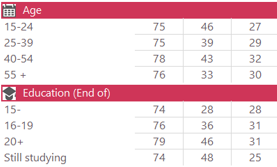 Age
15-24 75 46 27
25-39 75 39 29
40-54 78 43 32
55 + 76 33 30
Education (End of)
15- 74 28 28
16-19 76 36 31
20+ 79 46 31
Still studying 74 48 25